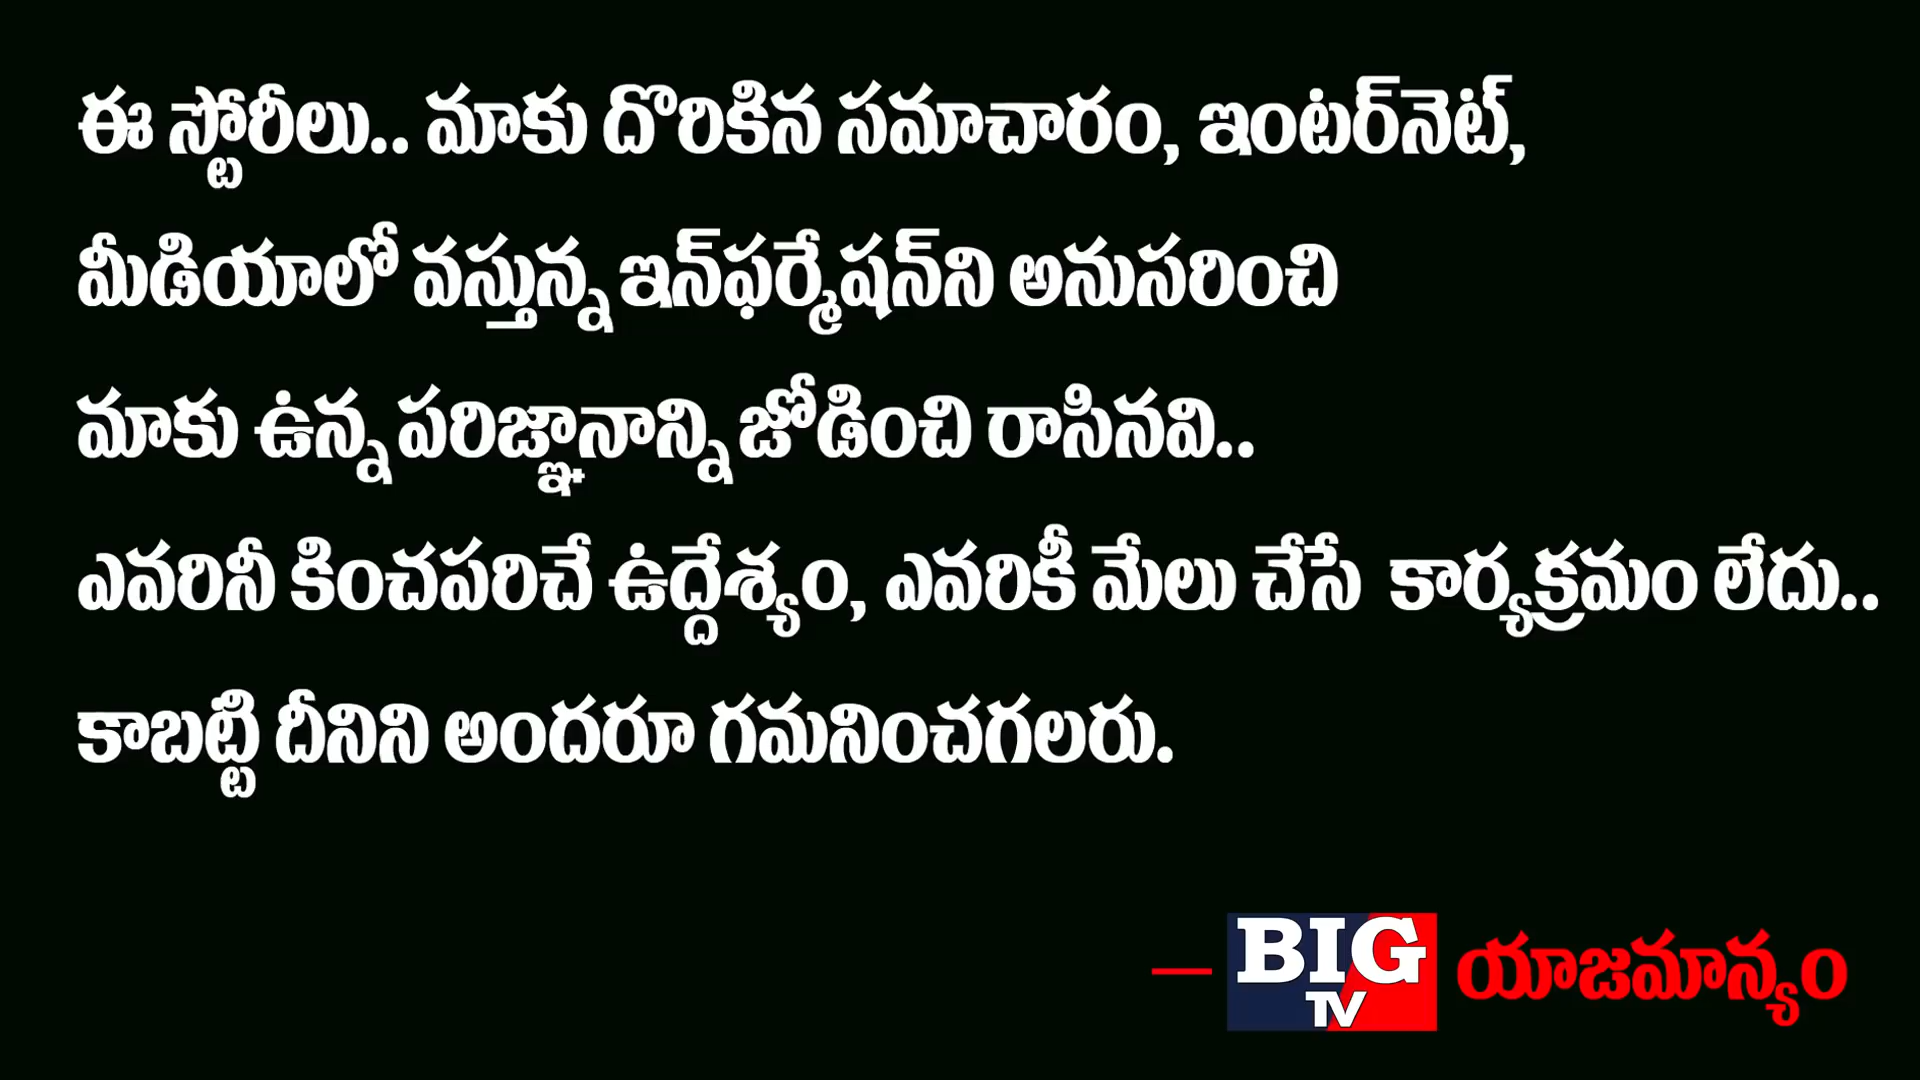 ఈ స్టోరీలు.. మాకు దొరికిన సమాచారం, ఇంటర్‌నెట్,
మీడియాలో వస్తున్న ఇన్‌ఫర్మేషన్‌ని అనుసరించి
మాకు ఉన్న పరిజ్ఞానాన్ని జోడించి రాసినవి..
ఎవరినీ కించపరిచే ఉద్దేశ్యం, ఎవరికీ మేలు చేసే కార్యక్రమం లేదు..
కాబట్టి దీనిని అందరూ గమనించగలరు.
— BIG TV యాజమాన్యం